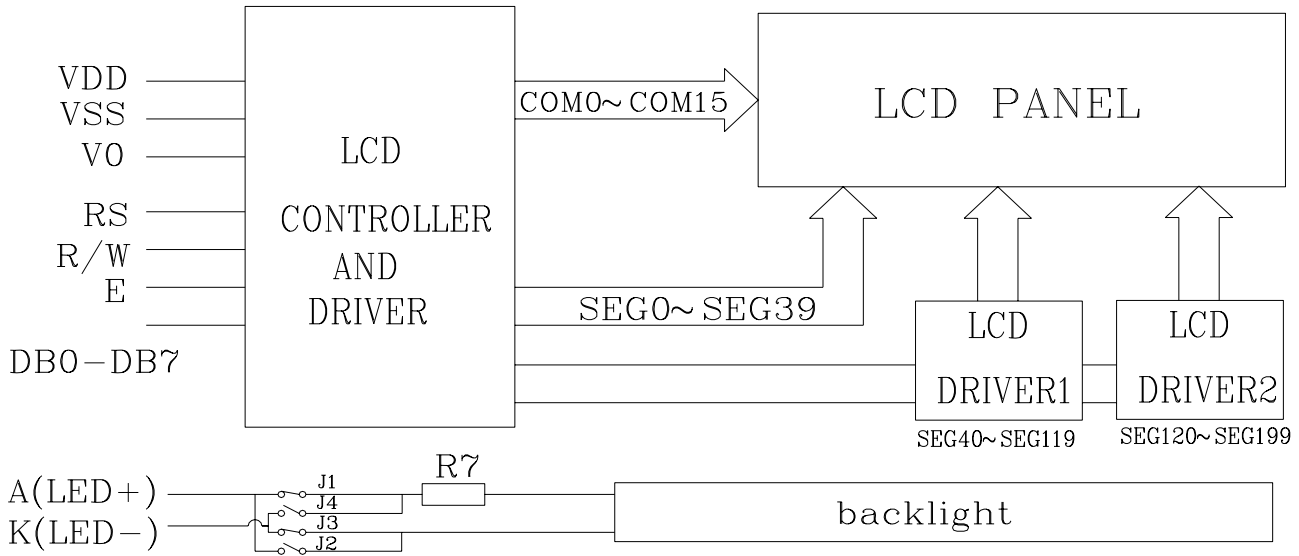 VDD
VSS
V0
RS
R/W
E
DB0-DB7
LCD
CONTROLLER
AND
DRIVER
COM0~COM15
LCD PANEL
SEG0~SEG39
LCD
DRIVER1
SEG40~SEG119
LCD
DRIVER2
SEG120~SEG199
A(LED+)
K(LED-)
J1
J4
J3
J2
R7
backlight